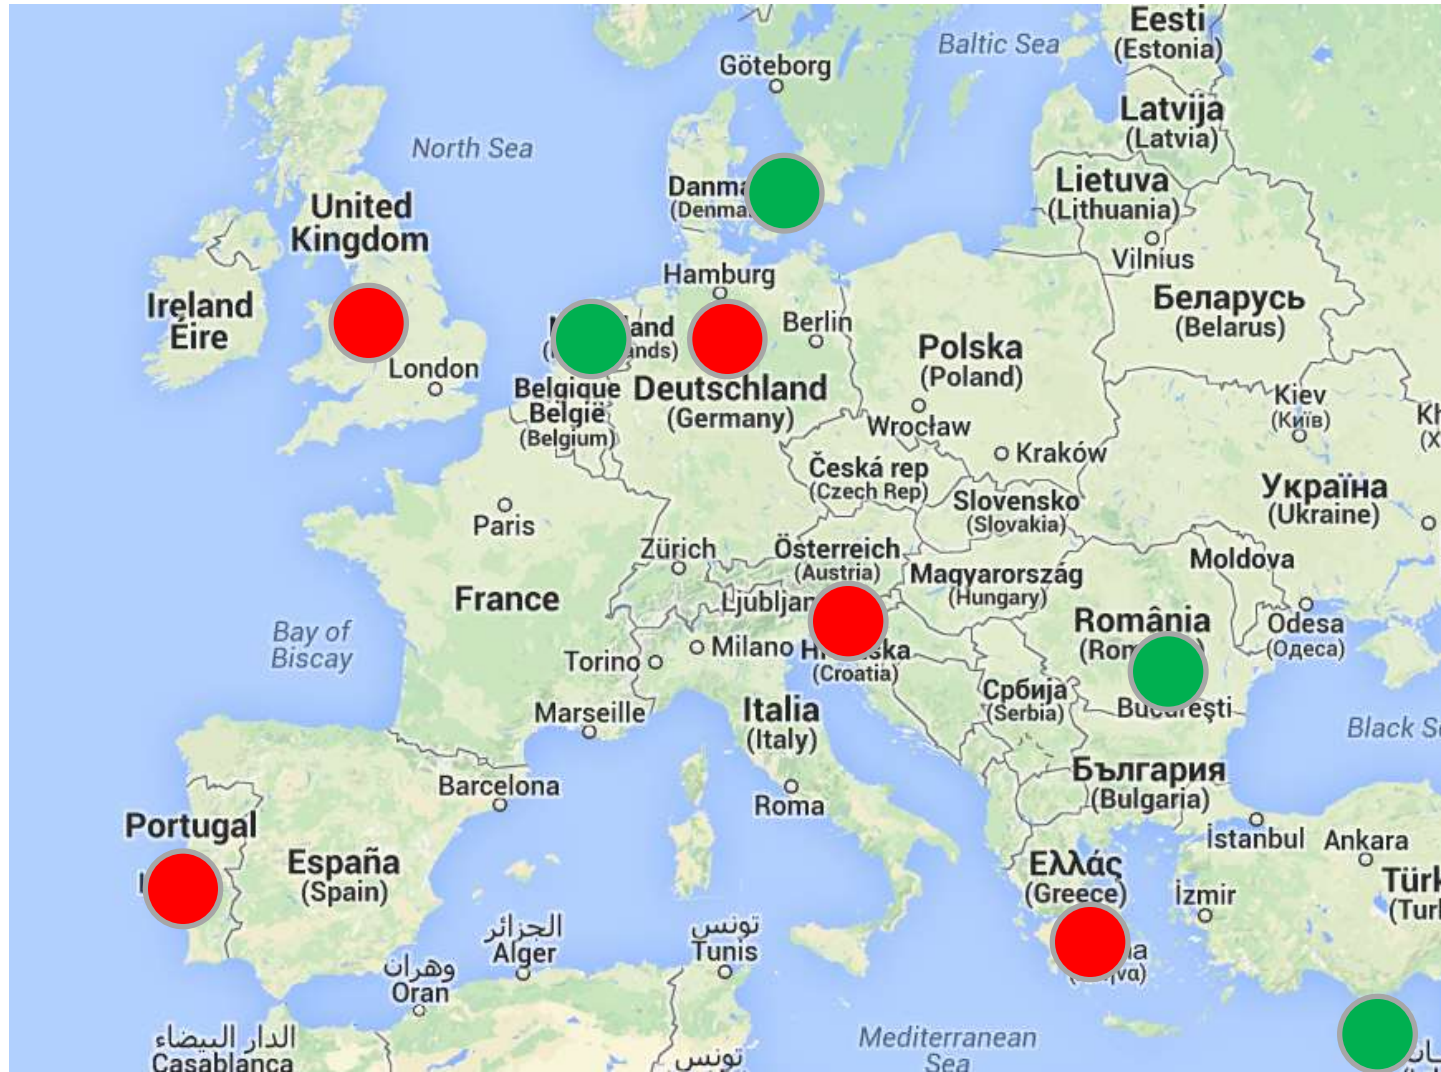 Eesti
(Estonia)
Baltic Sea
Göteborg
Latvija
(Latvia)
North Sea
Lietuva
(Lithuania)
United
Kingdom
Vilnius
Hamburg
Ireland
Éire
Беларусь
(Belarus)
Berlin
Polska
(Poland)
London
Belgique
België
(Belgium)
Deutschland
(Germany)
Kiev
(Київ)
Wrocław
Kraków
Česká rep
(Czech Rep)
Slovensko
(Slovakia)
Україна
(Ukraine)
Paris
Zürich
Österreich
(Austria)
Moldova
Magyarország
(Hungary)
France
România
Odesa
(Одеса)
Bay of
Biscay
Torino
Milano
(Croatia)
Србија
(Serbia)
Italia
(Italy)
Marseille
Bucureşti
Black
България
(Bulgaria)
Barcelona
Roma
Portugal
İstanbul
Ankara
España
(Spain)
Ελλάς
(Greece)
İzmir
الجزائر
Alger
تونس
Tunis
وهران
Oran
الدار البيضاء
Casablanca
Mediterranean
Sea
تونس